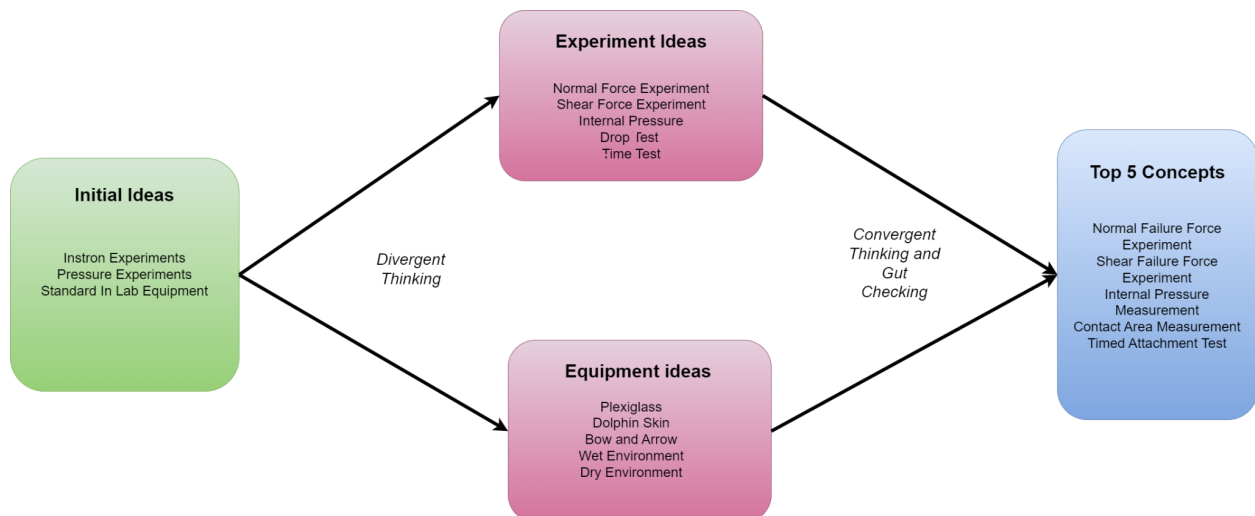 Initial Ideas
Instron Experiments
Pressure Experiments
Standard In Lab Equipment
Divergent
Thinking
Experiment Ideas
Normal Force Experiment
Shear Force Experiment
Internal Pressure
Drop Test
Time Test
Equipment ideas
Plexiglass
Dolphin Skin
Bow and Arrow
Wet Environment
Dry Environment
Convergent
Thinking and
Gut
Checking
Top 5 Concepts
Normal Failure Force
Experiment
Shear Failure Force
Experiment
Internal Pressure
Measurement
Contact Area Measurement
Timed Attachment Test